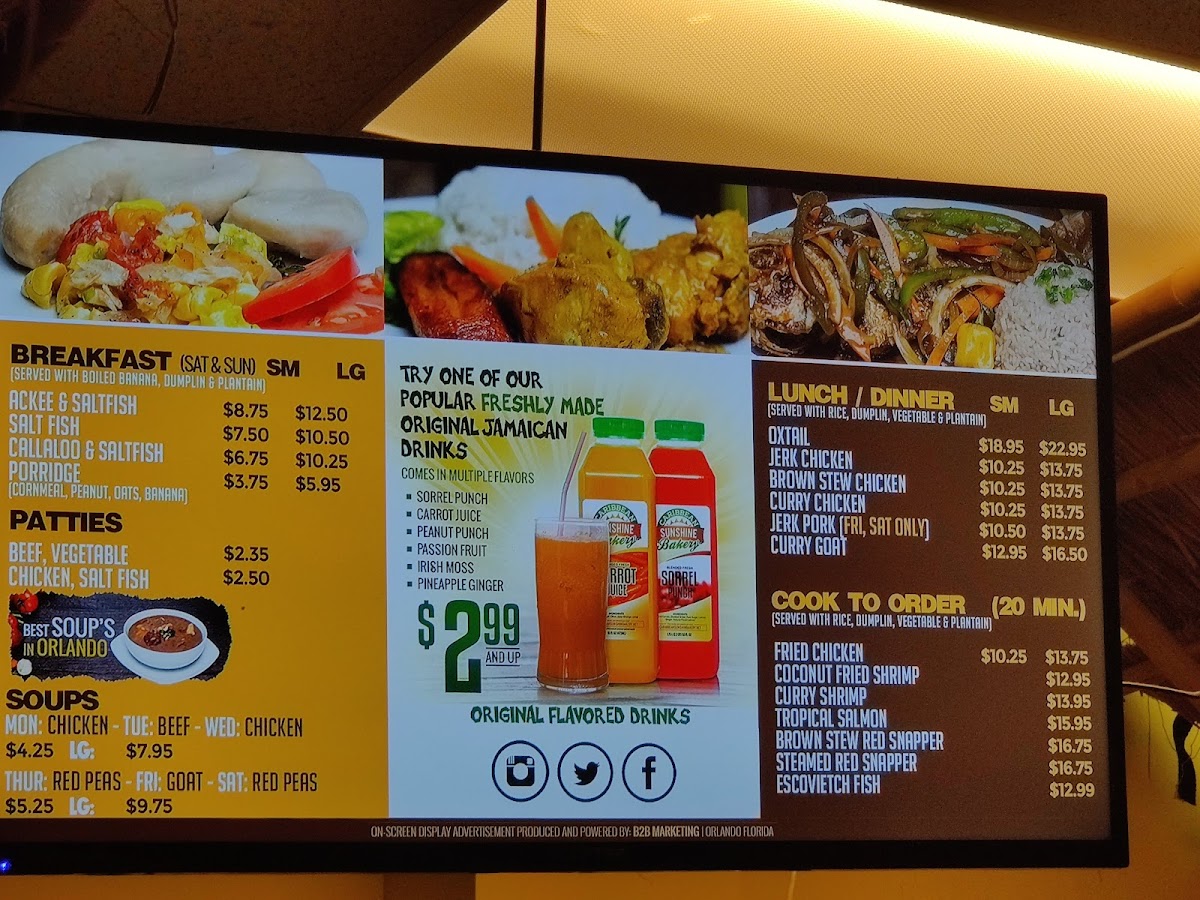 BREAKFAST (SAT & SUN) SM LG
(SERVED WITH BOILED BANANA, DUMPLIN & PLANTAIN)
ACKEE & SALTFISH $8.75 $12.50
SALT FISH $7.50 $10.50
CALLALOO & SALTFISH $6.75 $10.25
PORRIDGE $3.75 $5.95
(CORNMEAL, PEANUT, OATS, BANANA)
PATTIES
BEEF, VEGETABLE $2.35
CHICKEN, SALT FISH $2.50
BEST SOUP'S
IN ORLANDO
SOUPS
MON: CHICKEN - TUE: BEEF - WED: CHICKEN
$4.25 LG: $7.95
THUR: RED PEAS - FRI: GOAT - SAT: RED PEAS
$5.25 LG: $9.75
TRY ONE OF OUR
POPULAR FRESHLY MADE
ORIGINAL JAMAICAN
DRINKS
COMES IN MULTIPLE FLAVORS
▪ SORREL PUNCH
▪ CARROT JUICE
▪ PEANUT PUNCH
▪ PASSION FRUIT
▪ IRISH MOSS
▪ PINEAPPLE GINGER
$2.99
AND UP
CARIBBEAN
SUNSHINE
Bakery
SORREL
PUNCH
ORIGINAL FLAVORED DRINKS
LUNCH / DINNER SM LG
(SERVED WITH RICE, DUMPLIN, VEGETABLE & PLANTAIN)
OXTAIL $18.95 $22.95
JERK CHICKEN $10.25 $13.75
BROWN STEW CHICKEN $10.25 $13.75
CURRY CHICKEN $10.25 $13.75
JERK PORK (FRI, SAT ONLY) $10.50 $13.75
CURRY GOAT $12.95 $16.50
COOK TO ORDER (20 MIN.)
(SERVED WITH RICE, DUMPLIN, VEGETABLE & PLANTAIN)
FRIED CHICKEN $10.25 $13.75
COCONUT FRIED SHRIMP $12.95
CURRY SHRIMP $13.95
TROPICAL SALMON $15.95
BROWN STEW RED SNAPPER $16.75
STEAMED RED SNAPPER $16.75
ESCOVIETCH FISH $12.99
ON-SCREEN DISPLAY ADVERTISEMENT PRODUCED AND POWERED BY: B2B MARKETING | ORLANDO FLORIDA